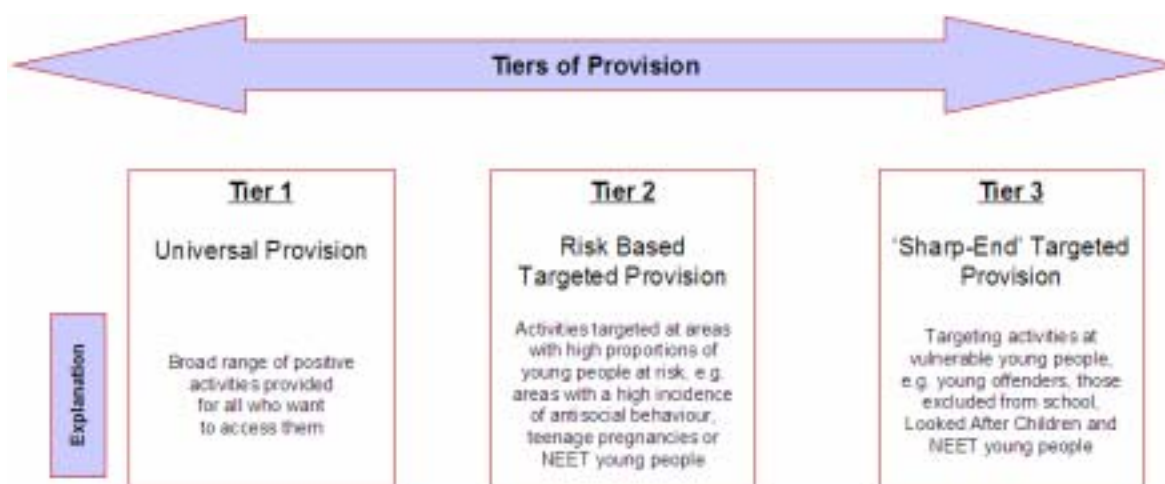 Tiers of Provision
Tier 1
Universal Provision
Broad range of positive
activities provided
for all who want
to access them
Tier 2
Risk Based
Targeted Provision
Activities targeted at areas
with high proportions of
young people at risk, e.g.
areas with a high incidence
of antisocial behaviour,
teenage pregnancies or
NEET young people
Tier 3
'Sharp-End' Targeted
Provision
Targeting activities at
vulnerable young people,
e.g. young offenders, those
excluded from school,
Looked After Children and
NEET young people
Explanation